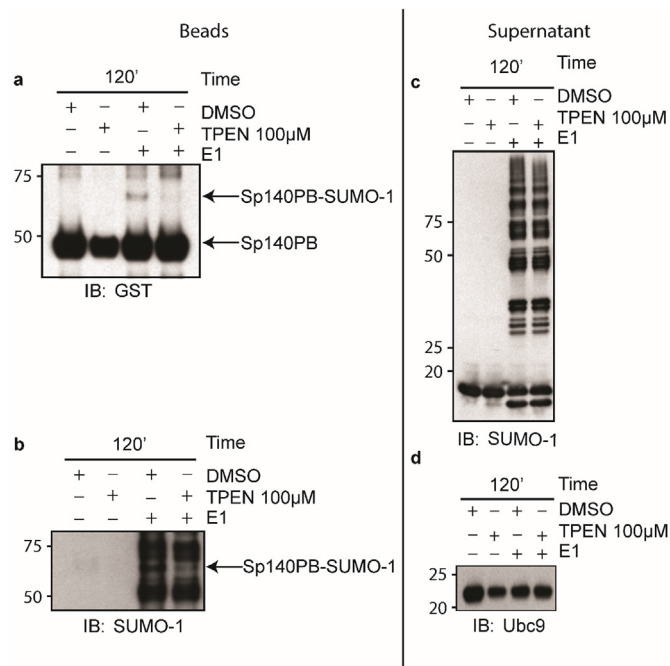 Beads
a
120' Time
+ – + – DMSO
– + – + TPEN 100µM
– – + + E1
75
Sp140PB-SUMO-1
50
Sp140PB
IB: GST
b
120' Time
+ – + – DMSO
– + – + TPEN 100µM
– – + + E1
75
Sp140PB-SUMO-1
50
IB: SUMO-1
Supernatant
c
120' Time
+ – + – DMSO
– + – + TPEN 100µM
– – + + E1
75
50
25
20
IB: SUMO-1
d
120' Time
+ – + – DMSO
– + – + TPEN 100µM
– – + + E1
25
20
IB: Ubc9